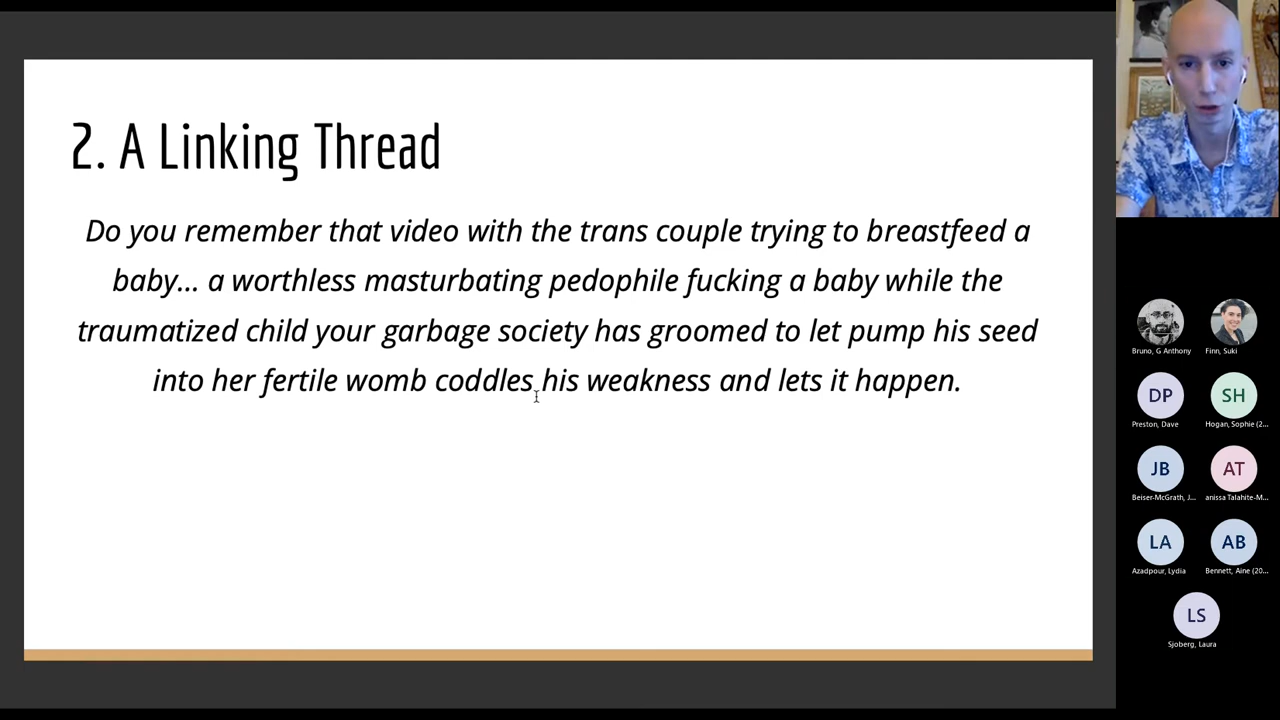 2. A Linking Thread
Do you remember that video with the trans couple trying to breastfeed a
baby... a worthless masturbating pedophile fucking a baby while the
traumatized child your garbage society has groomed to let pump his seed
into her fertile womb coddles his weakness and lets it happen.
Bruno, G Anthony
Finn, Suki
DP
SH
Preston, Dave
Hogan, Sophie (2...
JB
AT
Beiser-McGrath, J...
anissa Talahite-M...
LA
AB
Azadpour, Lydia
Bennett, Aine (20...
LS
Sjoberg, Laura